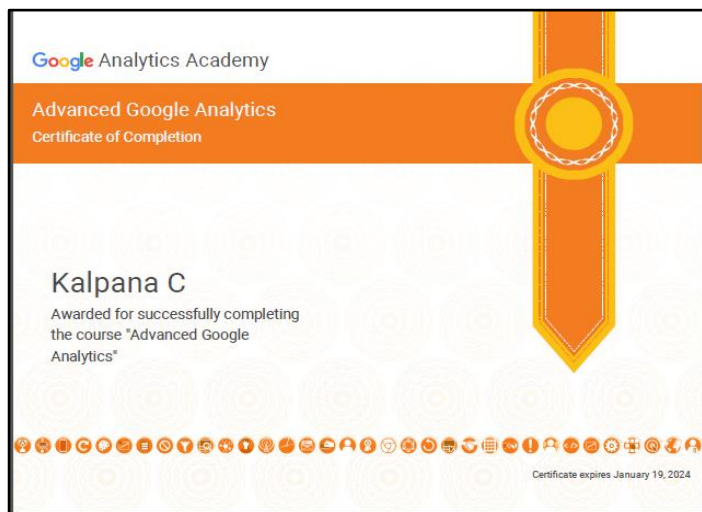 Google Analytics Academy
Advanced Google Analytics
Certificate of Completion
Kalpana C
Awarded for successfully completing
the course "Advanced Google
Analytics"
Certificate expires January 19, 2024